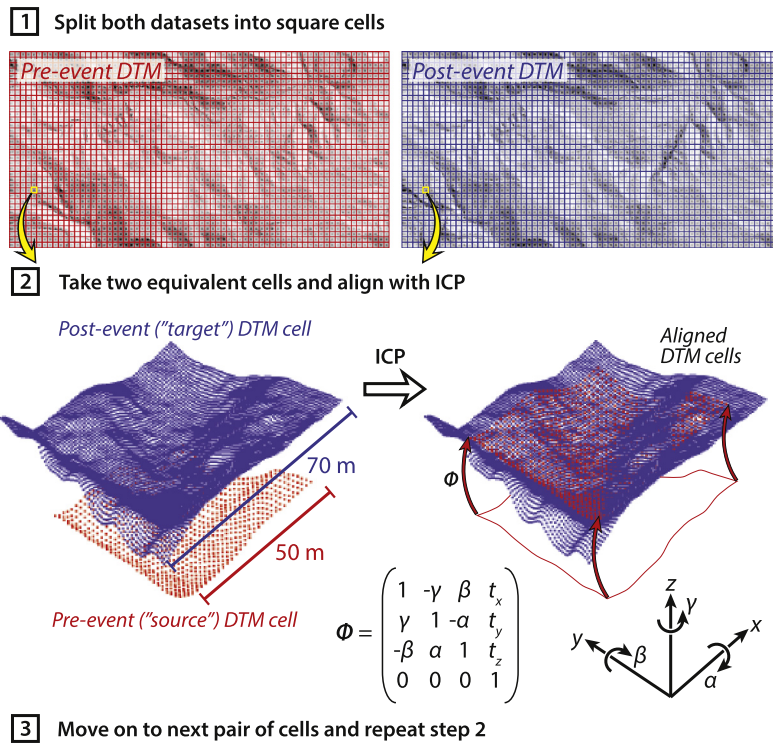 1 Split both datasets into square cells
Pre-event DTM
Post-event DTM
2 Take two equivalent cells and align with ICP
Post-event ("target") DTM cell
ICP
Aligned
DTM cells
70 m
50 m
Φ
Pre-event ("source") DTM cell
Φ =
1 -γ β tx
γ 1 -α ty
-β α 1 tz
0 0 0 1
z
γ
y
β
x
α
3 Move on to next pair of cells and repeat step 2